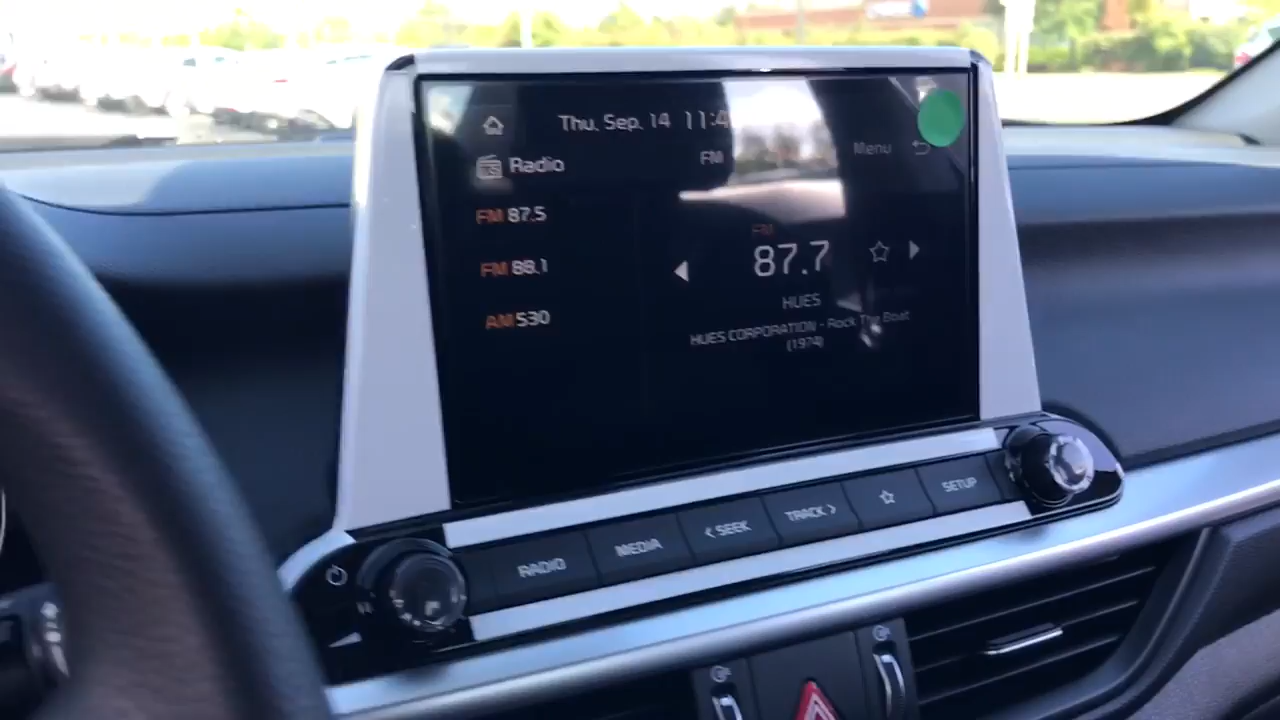 Thu, Sep. 14 11:4
Radio
FM
Menu
FM 87.5
FM 88.1
AM 530
FM
87.7
HUES
HUES CORPORATION - Rock The Boat
(1974)
RADIO
MEDIA
< SEEK
TRACK >
SETUP